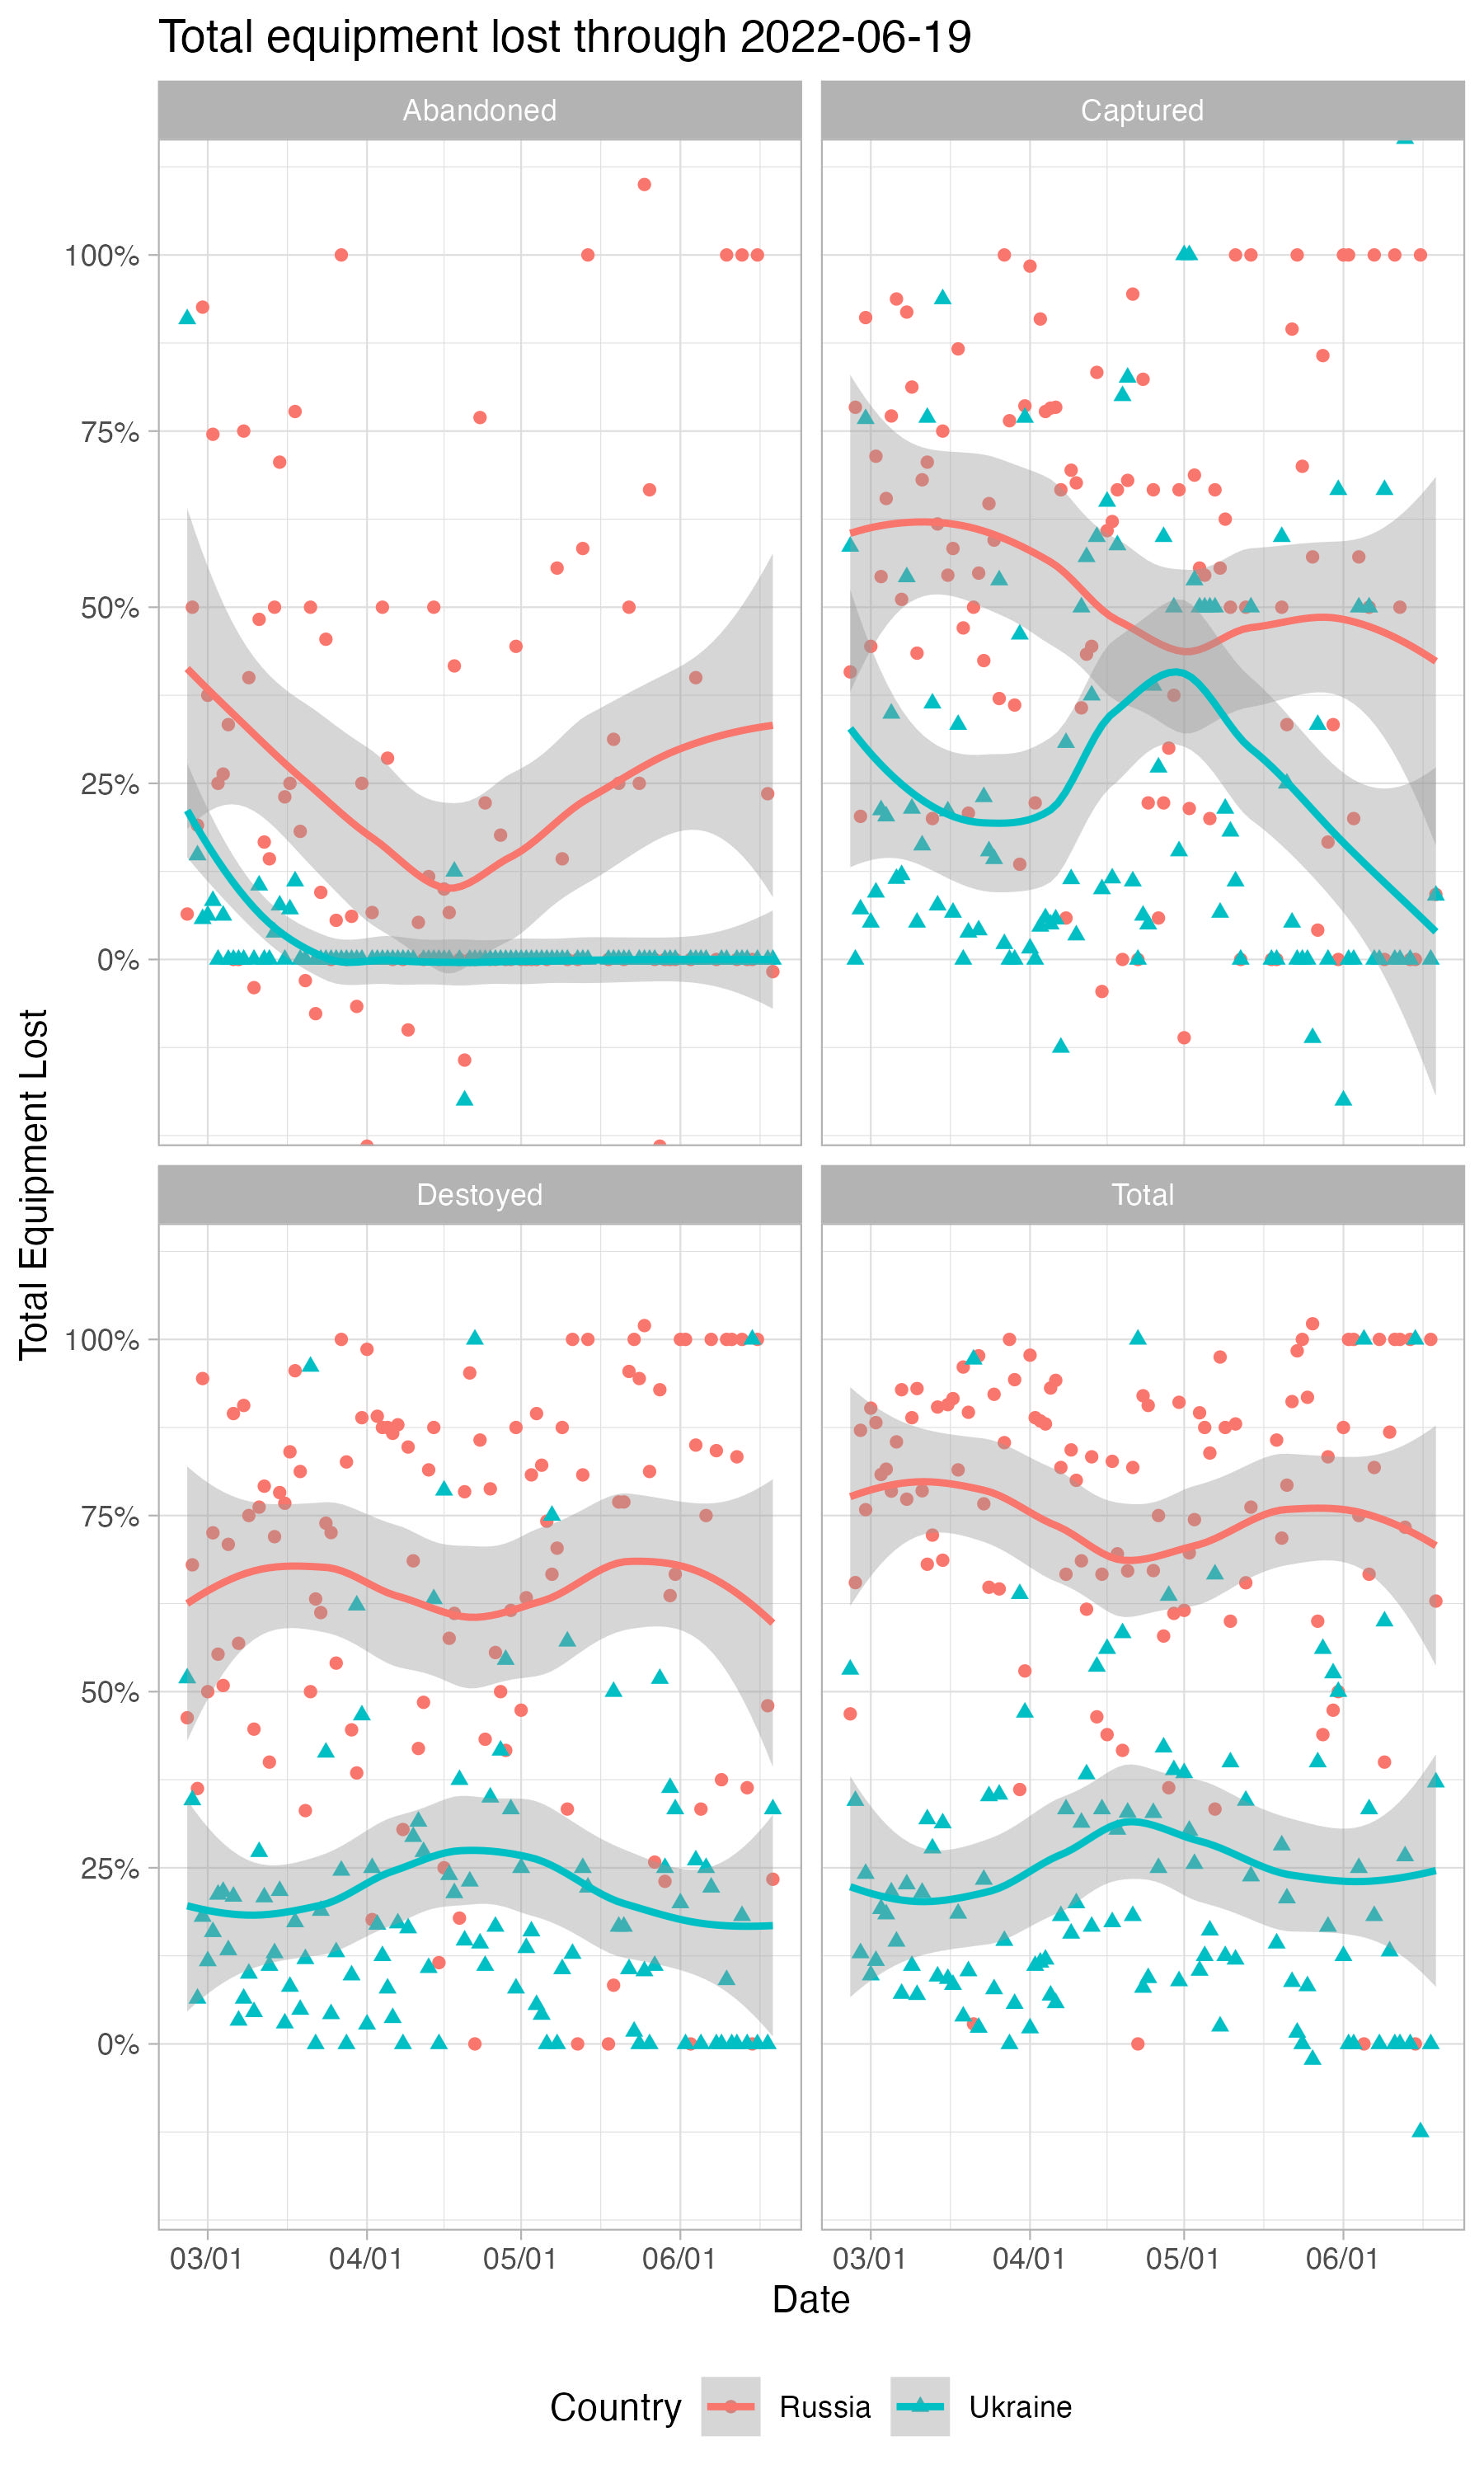 Total equipment lost through 2022-06-19
Abandoned
Captured
100%
75%
50%
25%
0%
Total Equipment Lost
Destoyed
Total
100%
75%
50%
25%
0%
03/01 04/01 05/01 06/01
03/01 04/01 05/01 06/01
Date
Country Russia Ukraine